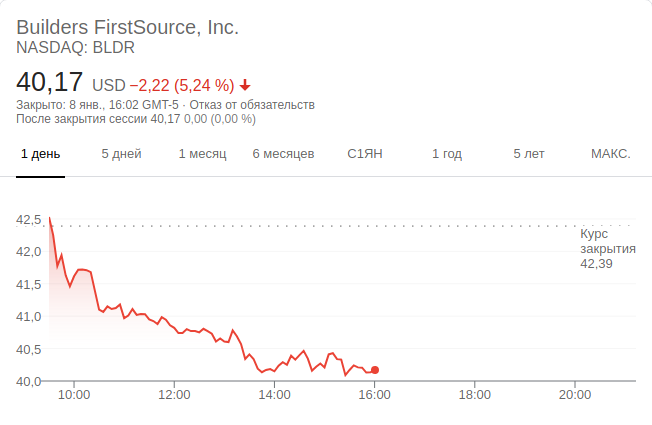 Builders FirstSource, Inc.
NASDAQ: BLDR
40,17 USD −2,22 (5,24 %)
Закрыто: 8 янв., 16:02 GMT-5 · Отказ от обязательств
После закрытия сессии 40,17 0,00 (0,00 %)
1 день 5 дней 1 месяц 6 месяцев С1ЯН 1 год 5 лет МАКС.
42,5
Курс
закрытия
42,39
42,0
41,5
41,0
40,5
40,0
10:00 12:00 14:00 16:00 18:00 20:00